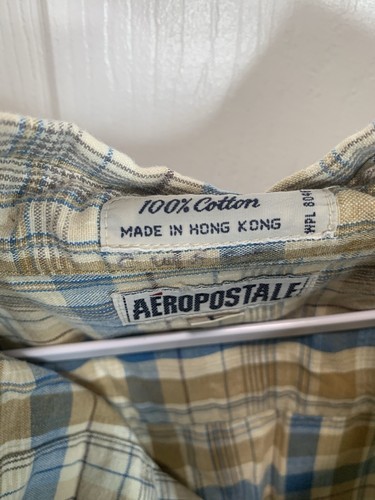 100% Cotton
MADE IN HONG KONG
AÉROPOSTALE